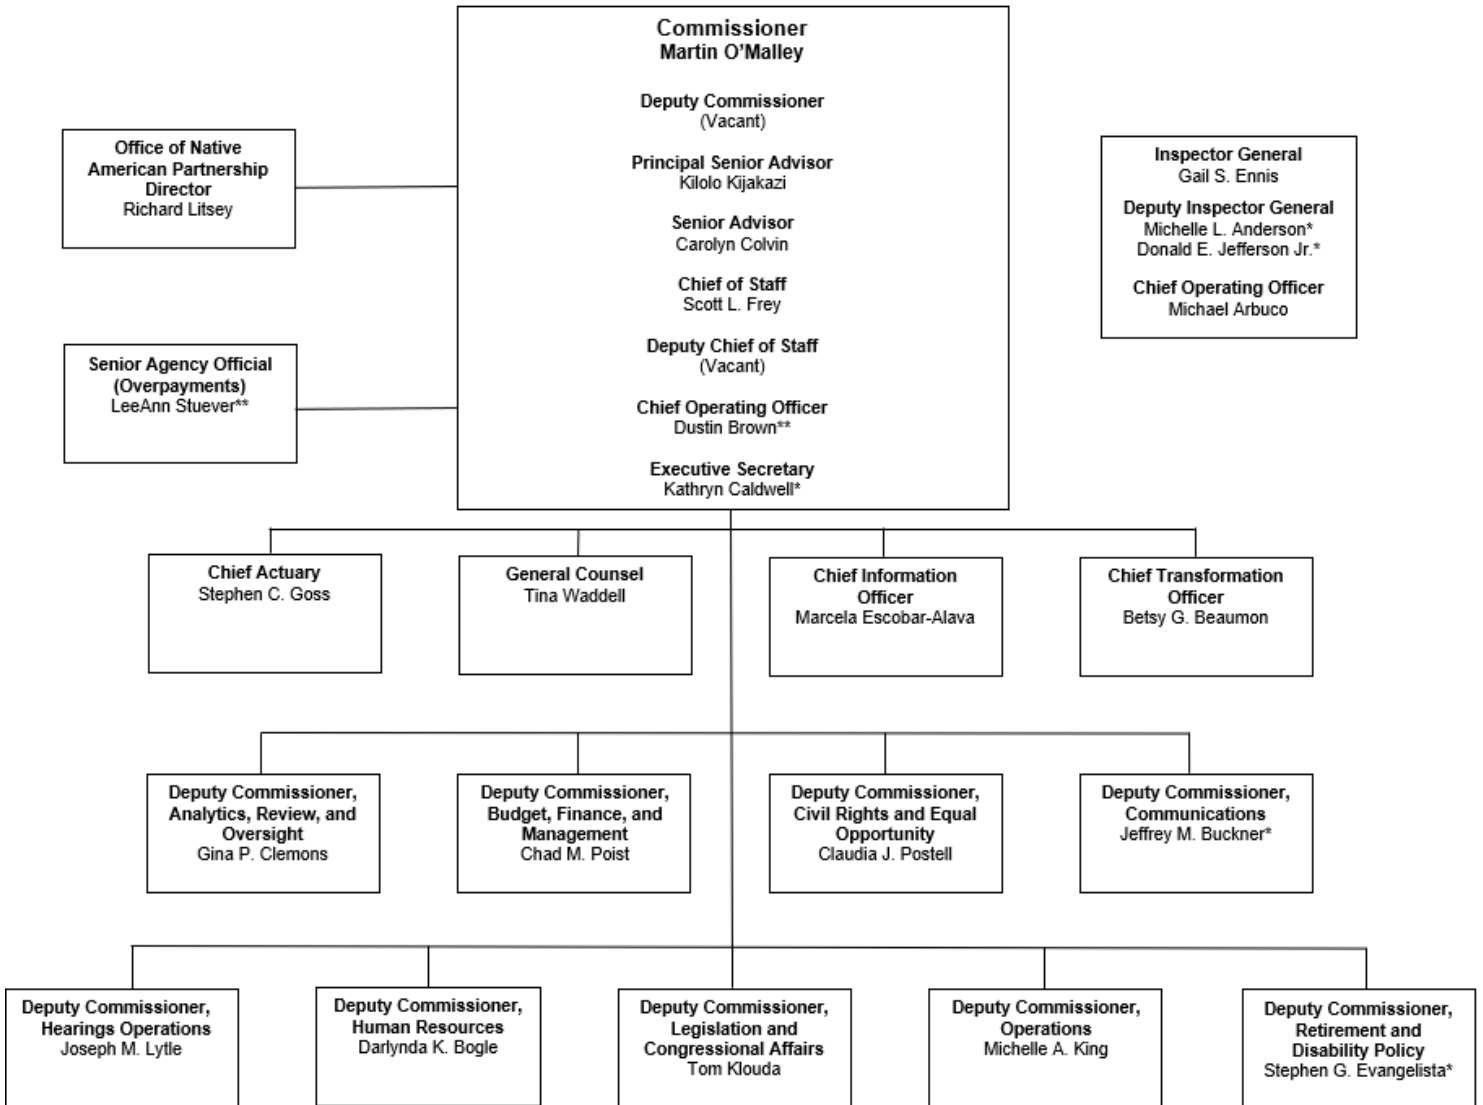 Commissioner
Martin O’Malley
Deputy Commissioner
(Vacant)
Principal Senior Advisor
Kilolo Kijakazi
Senior Advisor
Carolyn Colvin
Chief of Staff
Scott L. Frey
Deputy Chief of Staff
(Vacant)
Chief Operating Officer
Dustin Brown**
Executive Secretary
Kathryn Caldwell*
Office of Native
American Partnership
Director
Richard Litsey
Senior Agency Official
(Overpayments)
LeeAnn Stuever**
Inspector General
Gail S. Ennis
Deputy Inspector General
Michelle L. Anderson*
Donald E. Jefferson Jr.*
Chief Operating Officer
Michael Arbuco
Chief Actuary
Stephen C. Goss
General Counsel
Tina Waddell
Chief Information
Officer
Marcela Escobar-Alava
Chief Transformation
Officer
Betsy G. Beaumon
Deputy Commissioner,
Analytics, Review, and
Oversight
Gina P. Clemons
Deputy Commissioner,
Budget, Finance, and
Management
Chad M. Poist
Deputy Commissioner,
Civil Rights and Equal
Opportunity
Claudia J. Postell
Deputy Commissioner,
Communications
Jeffrey M. Buckner*
Deputy Commissioner,
Hearings Operations
Joseph M. Lytle
Deputy Commissioner,
Human Resources
Darlynda K. Bogle
Deputy Commissioner,
Legislation and
Congressional Affairs
Tom Klouda
Deputy Commissioner,
Operations
Michelle A. King
Deputy Commissioner,
Retirement and
Disability Policy
Stephen G. Evangelista*